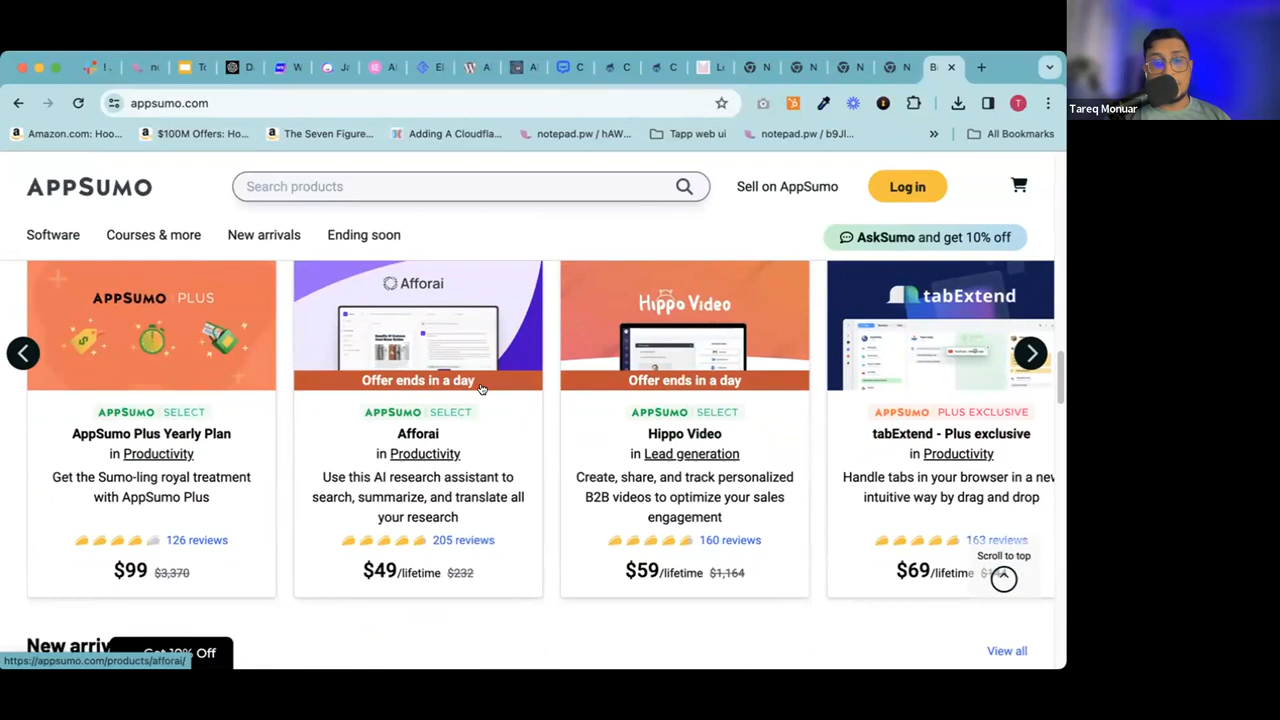 Tareq Monuar
appsumo.com
Amazon.com: Hoo...
$100M Offers: Ho...
The Seven Figure...
Adding A Cloudfla...
notepad.pw / hAW...
Tapp web ui
notepad.pw / b9Jl...
»
All Bookmarks
APPSUMO
Search products
Sell on AppSumo
Log in
Software
Courses & more
New arrivals
Ending soon
AskSumo and get 10% off
APPSUMO PLUS
Afforai
Hippo Video
tabExtend
Offer ends in a day
Offer ends in a day
APPSUMO SELECT
APPSUMO SELECT
APPSUMO SELECT
APPSUMO PLUS EXCLUSIVE
AppSumo Plus Yearly Plan
in Productivity
Get the Sumo-ling royal treatment
with AppSumo Plus
126 reviews
$99 $3,370
Afforai
in Productivity
Use this AI research assistant to
search, summarize, and translate all
your research
205 reviews
$49/lifetime $232
Hippo Video
in Lead generation
Create, share, and track personalized
B2B videos to optimize your sales
engagement
160 reviews
$59/lifetime $1,164
tabExtend - Plus exclusive
in Productivity
Handle tabs in your browser in a new
intuitive way by drag and drop
163 reviews
$69/lifetime
Scroll to top
New arriv
Get 10% Off
View all
https://appsumo.com/products/afforai/